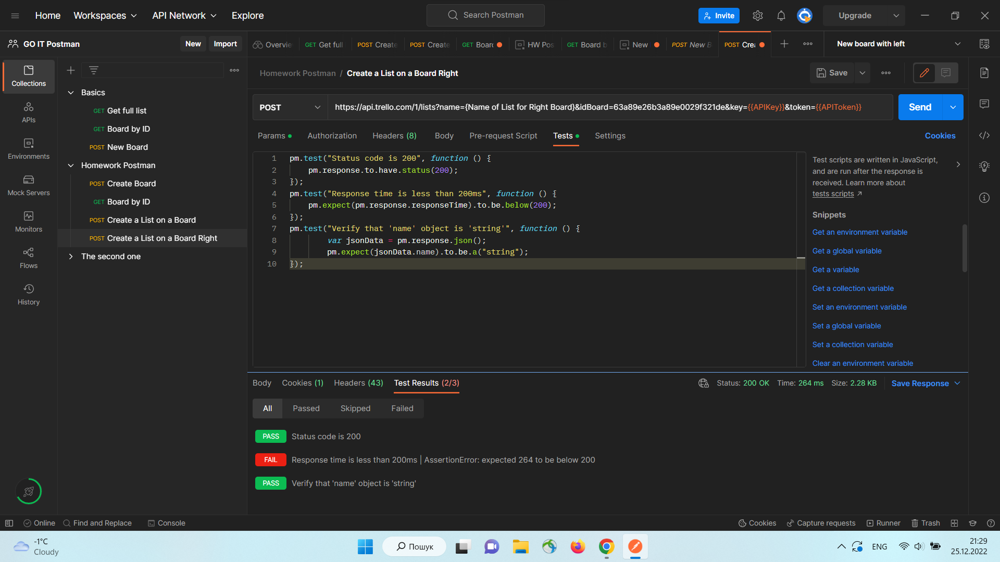 Home
Workspaces
API Network
Explore
Search Postman
Invite
Upgrade
GO IT Postman
New
Import
Overvie
GET Get full
POST Create
POST Create
GET Board
HW Pos
GET Board b
New
POST New B
POST Crea
New board with left
Homework Postman / Create a List on a Board Right
Save
POST
https://api.trello.com/1/lists?name={Name of List for Right Board}&idBoard=63a89e26b3a89e0029f321de&key={{APIKey}}&token={{APIToken}}
Send
Params
Authorization
Headers (8)
Body
Pre-request Script
Tests
Settings
Cookies
Collections
APIs
Environments
Mock Servers
Monitors
Flows
History
Basics
GET Get full list
GET Board by ID
POST New Board
Homework Postman
POST Create Board
GET Board by ID
POST Create a List on a Board
POST Create a List on a Board Right
The second one
1 pm.test("Status code is 200", function () {
2 pm.response.to.have.status(200);
3 });
4 pm.test("Response time is less than 200ms", function () {
5 pm.expect(pm.response.responseTime).to.be.below(200);
6 });
7 pm.test("Verify that 'name' object is 'string'", function () {
8 var jsonData = pm.response.json();
9 pm.expect(jsonData.name).to.be.a("string");
10 });
Test scripts are written in JavaScript,
and are run after the response is
received. Learn more about
tests scripts ↗
Snippets
Get an environment variable
Get a global variable
Get a variable
Get a collection variable
Set an environment variable
Set a global variable
Set a collection variable
Clear an environment variable
Body
Cookies (1)
Headers (43)
Test Results (2/3)
Status: 200 OK
Time: 264 ms
Size: 2.28 KB
Save Response
All
Passed
Skipped
Failed
PASS Status code is 200
FAIL Response time is less than 200ms | AssertionError: expected 264 to be below 200
PASS Verify that 'name' object is 'string'
Online
Find and Replace
Console
Cookies
Capture requests
Runner
Trash
-1°C
Cloudy
Пошук
ENG
21:29
25.12.2022